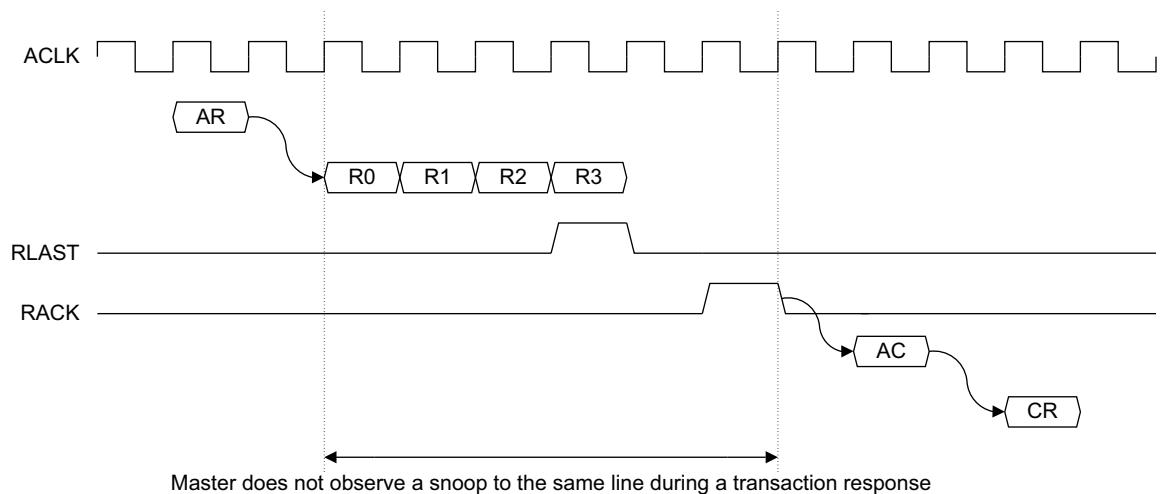 ACLK
AR
R0 R1 R2 R3
RLAST
RACK
AC
CR
Master does not observe a snoop to the same line during a transaction response